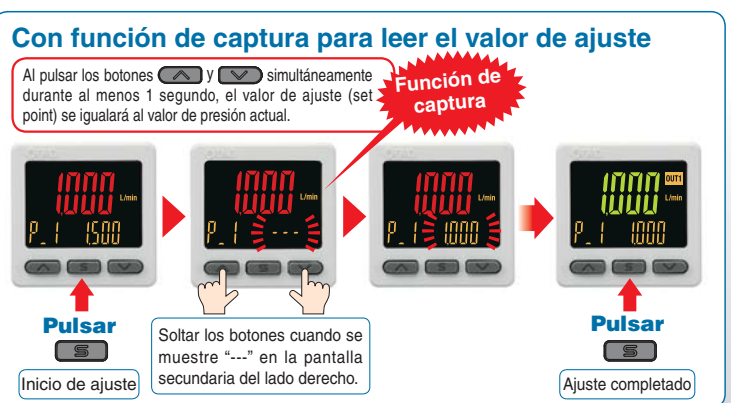 Con función de captura para leer el valor de ajuste
Al pulsar los botones y simultáneamente
durante al menos 1 segundo, el valor de ajuste (set
point) se igualará al valor de presión actual.
Función de
captura
1.000
L/min
P_1 1.500
S
1.000
L/min
P_1 ---
S
1.000
L/min
P_1 1.000
S
OUT1
1.000
L/min
P_1 1.000
S
Pulsar
S
Inicio de ajuste
Soltar los botones cuando se
muestre "---" en la pantalla
secundaria del lado derecho.
Pulsar
S
Ajuste completado